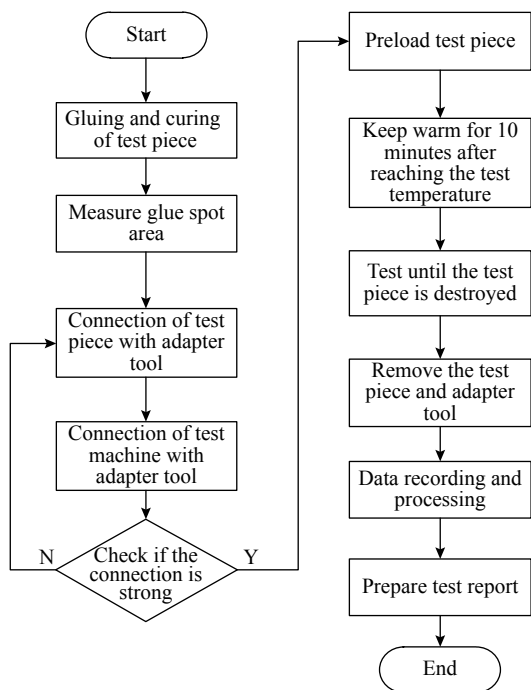 Start
Gluing and curing
of test piece
Measure glue spot
area
Connection of test
piece with adapter
tool
Connection of test
machine with
adapter tool
N
Check if the
connection is
strong
Y
Preload test piece
Keep warm for 10
minutes after
reaching the test
temperature
Test until the test
piece is destroyed
Remove the test
piece and adapter
tool
Data recording and
processing
Prepare test report
End